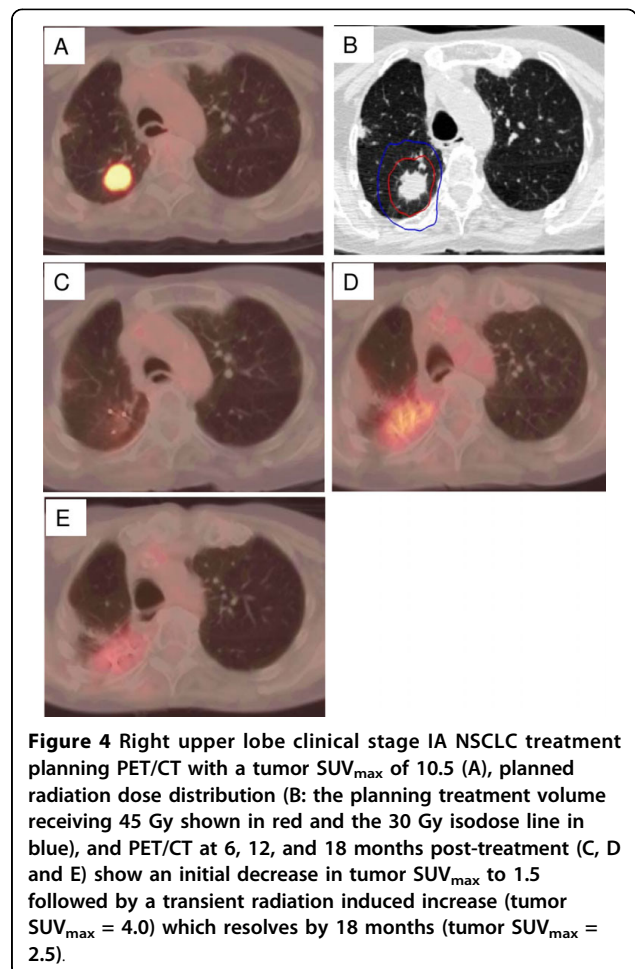 A
B
C
D
E
Figure 4 Right upper lobe clinical stage IA NSCLC treatment
planning PET/CT with a tumor SUVmax of 10.5 (A), planned
radiation dose distribution (B: the planning treatment volume
receiving 45 Gy shown in red and the 30 Gy isodose line in
blue), and PET/CT at 6, 12, and 18 months post-treatment (C, D
and E) show an initial decrease in tumor SUVmax to 1.5
followed by a transient radiation induced increase (tumor
SUVmax = 4.0) which resolves by 18 months (tumor SUVmax =
2.5).